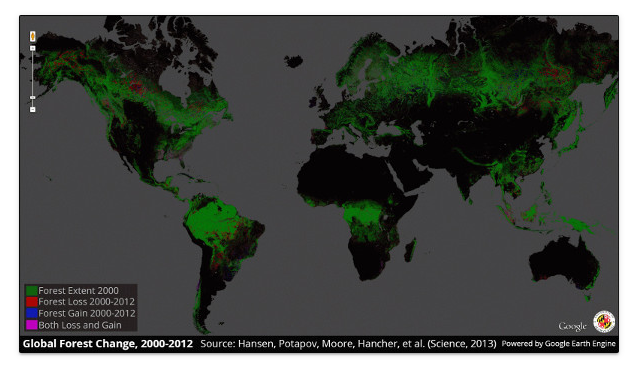 Forest Extent 2000
Forest Loss 2000-2012
Forest Gain 2000-2012
Both Loss and Gain
Google
Global Forest Change, 2000-2012 Source: Hansen, Potapov, Moore, Hancher, et al. (Science, 2013) Powered by Google Earth Engine